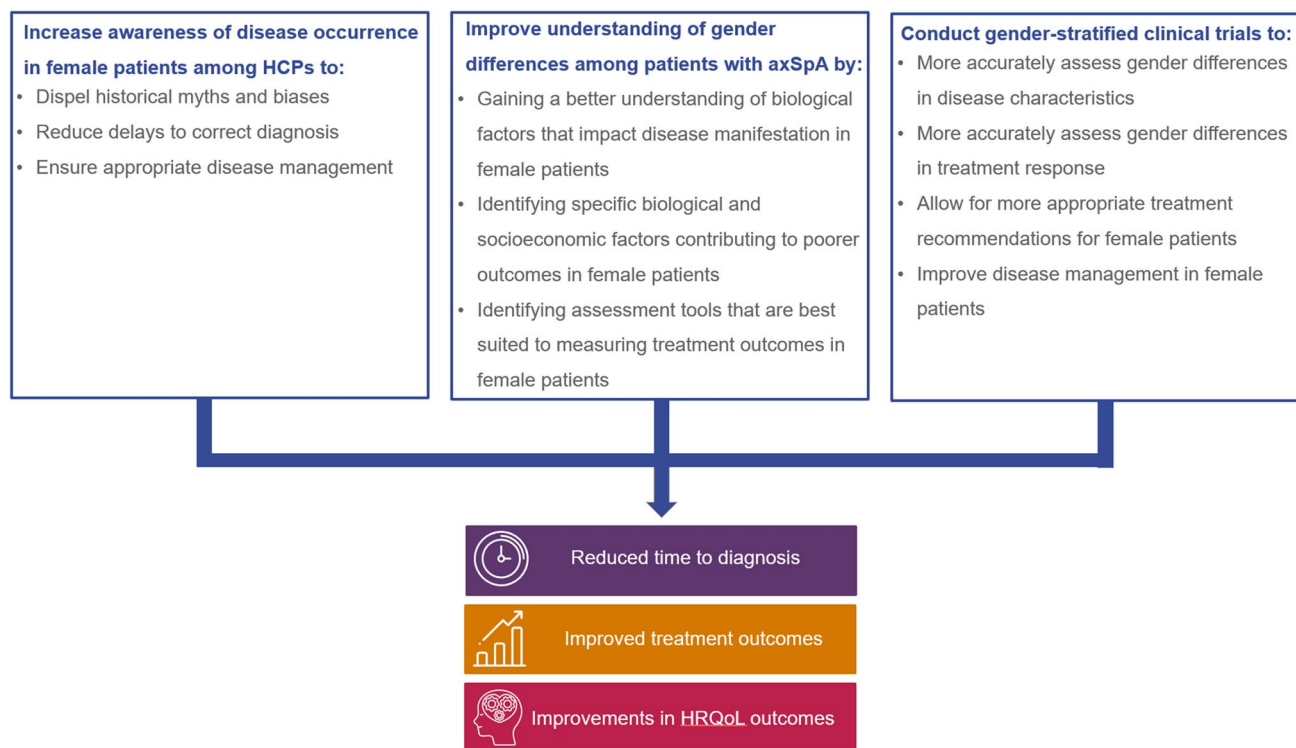 Increase awareness of disease occurrence
in female patients among HCPs to:
• Dispel historical myths and biases
• Reduce delays to correct diagnosis
• Ensure appropriate disease management
Improve understanding of gender
differences among patients with axSpA by:
• Gaining a better understanding of biological
factors that impact disease manifestation in
female patients
• Identifying specific biological and
socioeconomic factors contributing to poorer
outcomes in female patients
• Identifying assessment tools that are best
suited to measuring treatment outcomes in
female patients
Conduct gender-stratified clinical trials to:
• More accurately assess gender differences
in disease characteristics
• More accurately assess gender differences
in treatment response
• Allow for more appropriate treatment
recommendations for female patients
• Improve disease management in female
patients
Reduced time to diagnosis
Improved treatment outcomes
Improvements in HRQoL outcomes